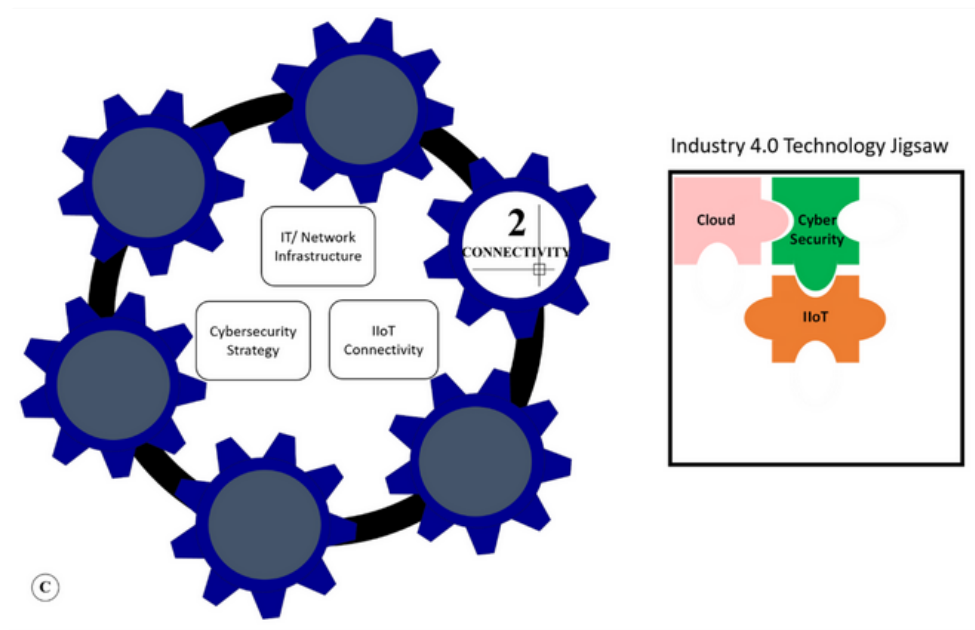 2
CONNECTIVITY
IT/ Network
Infrastructure
Cybersecurity
Strategy
IIoT
Connectivity
Industry 4.0 Technology Jigsaw
Cloud
Cyber
Security
IIoT
C